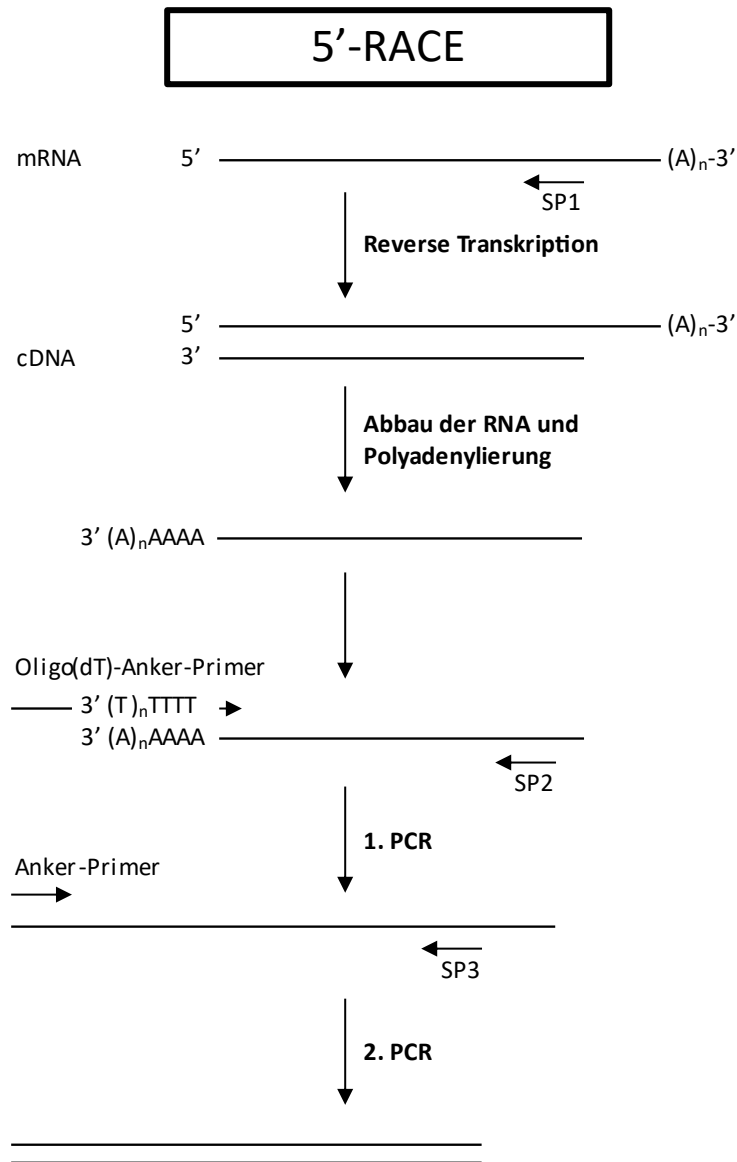 5’-RACE
mRNA 5’ (A)n-3’
SP1
Reverse Transkription
5’ (A)n-3’
cDNA 3’
Abbau der RNA und
Polyadenylierung
3’ (A)nAAAA
Oligo(dT)-Anker-Primer
3’ (T)nTTTT
3’ (A)nAAAA
SP2
1. PCR
Anker-Primer
SP3
2. PCR